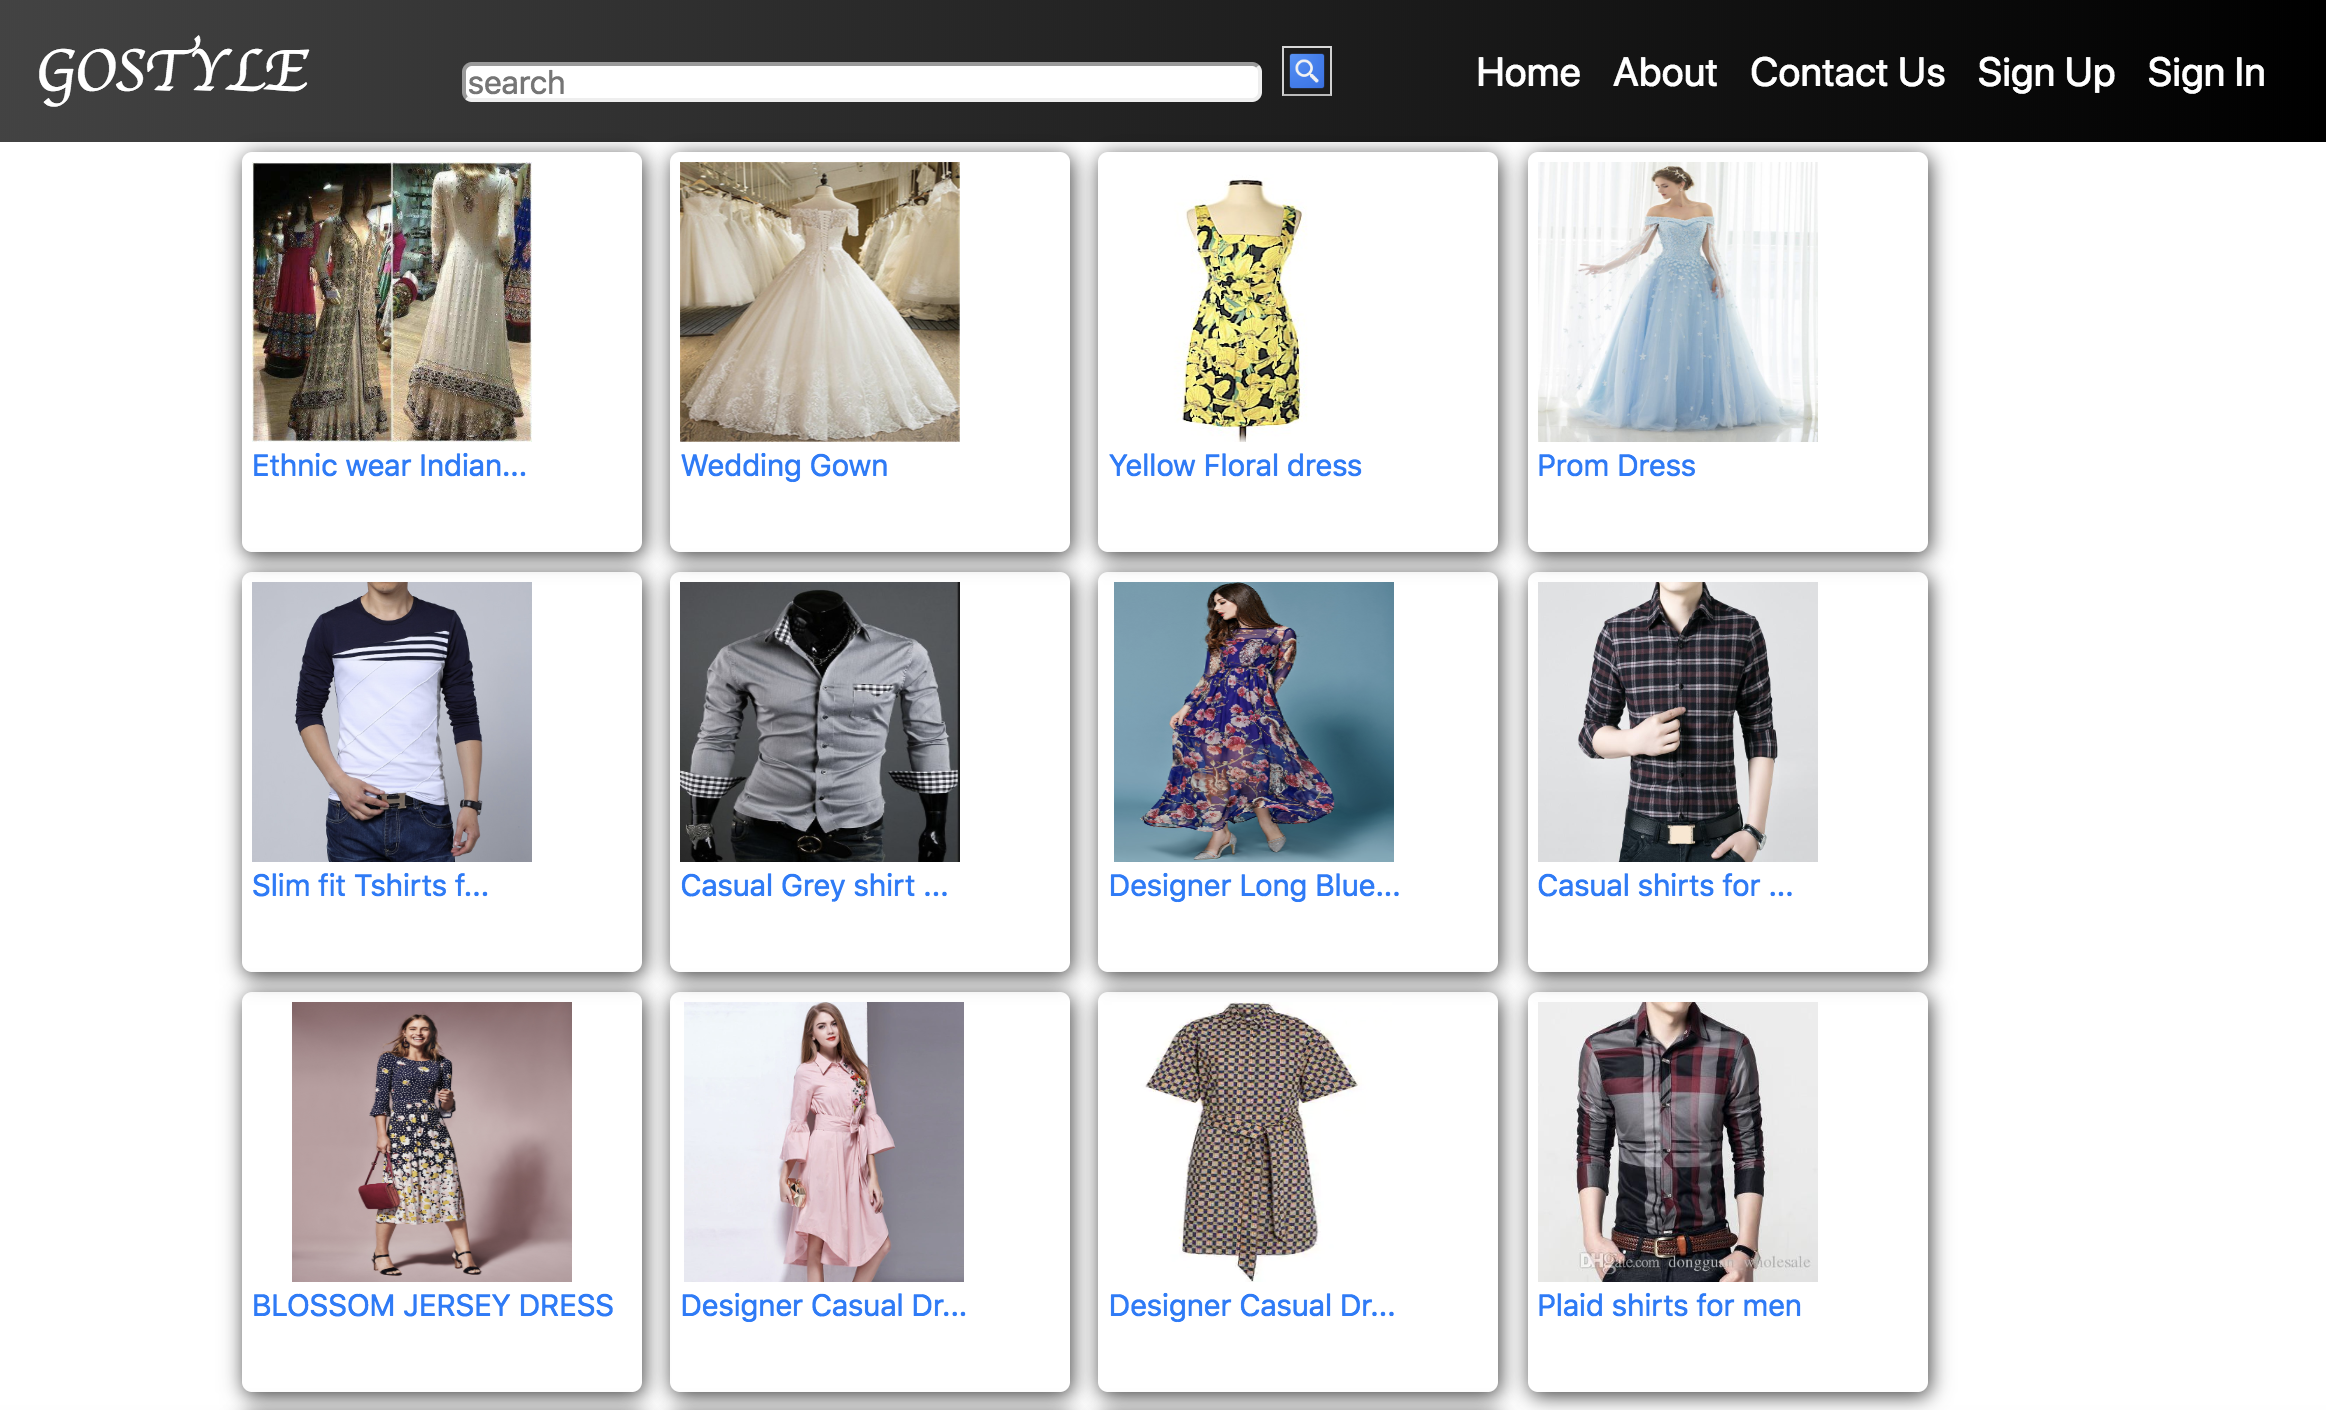 GOSTYLE
search
Home About Contact Us Sign Up Sign In
Ethnic wear Indian...
Wedding Gown
Yellow Floral dress
Prom Dress
Slim fit Tshirts f...
Casual Grey shirt ...
Designer Long Blue...
Casual shirts for ...
DHgate.com dongguan_wholesale
BLOSSOM JERSEY DRESS
Designer Casual Dr...
Designer Casual Dr...
Plaid shirts for men